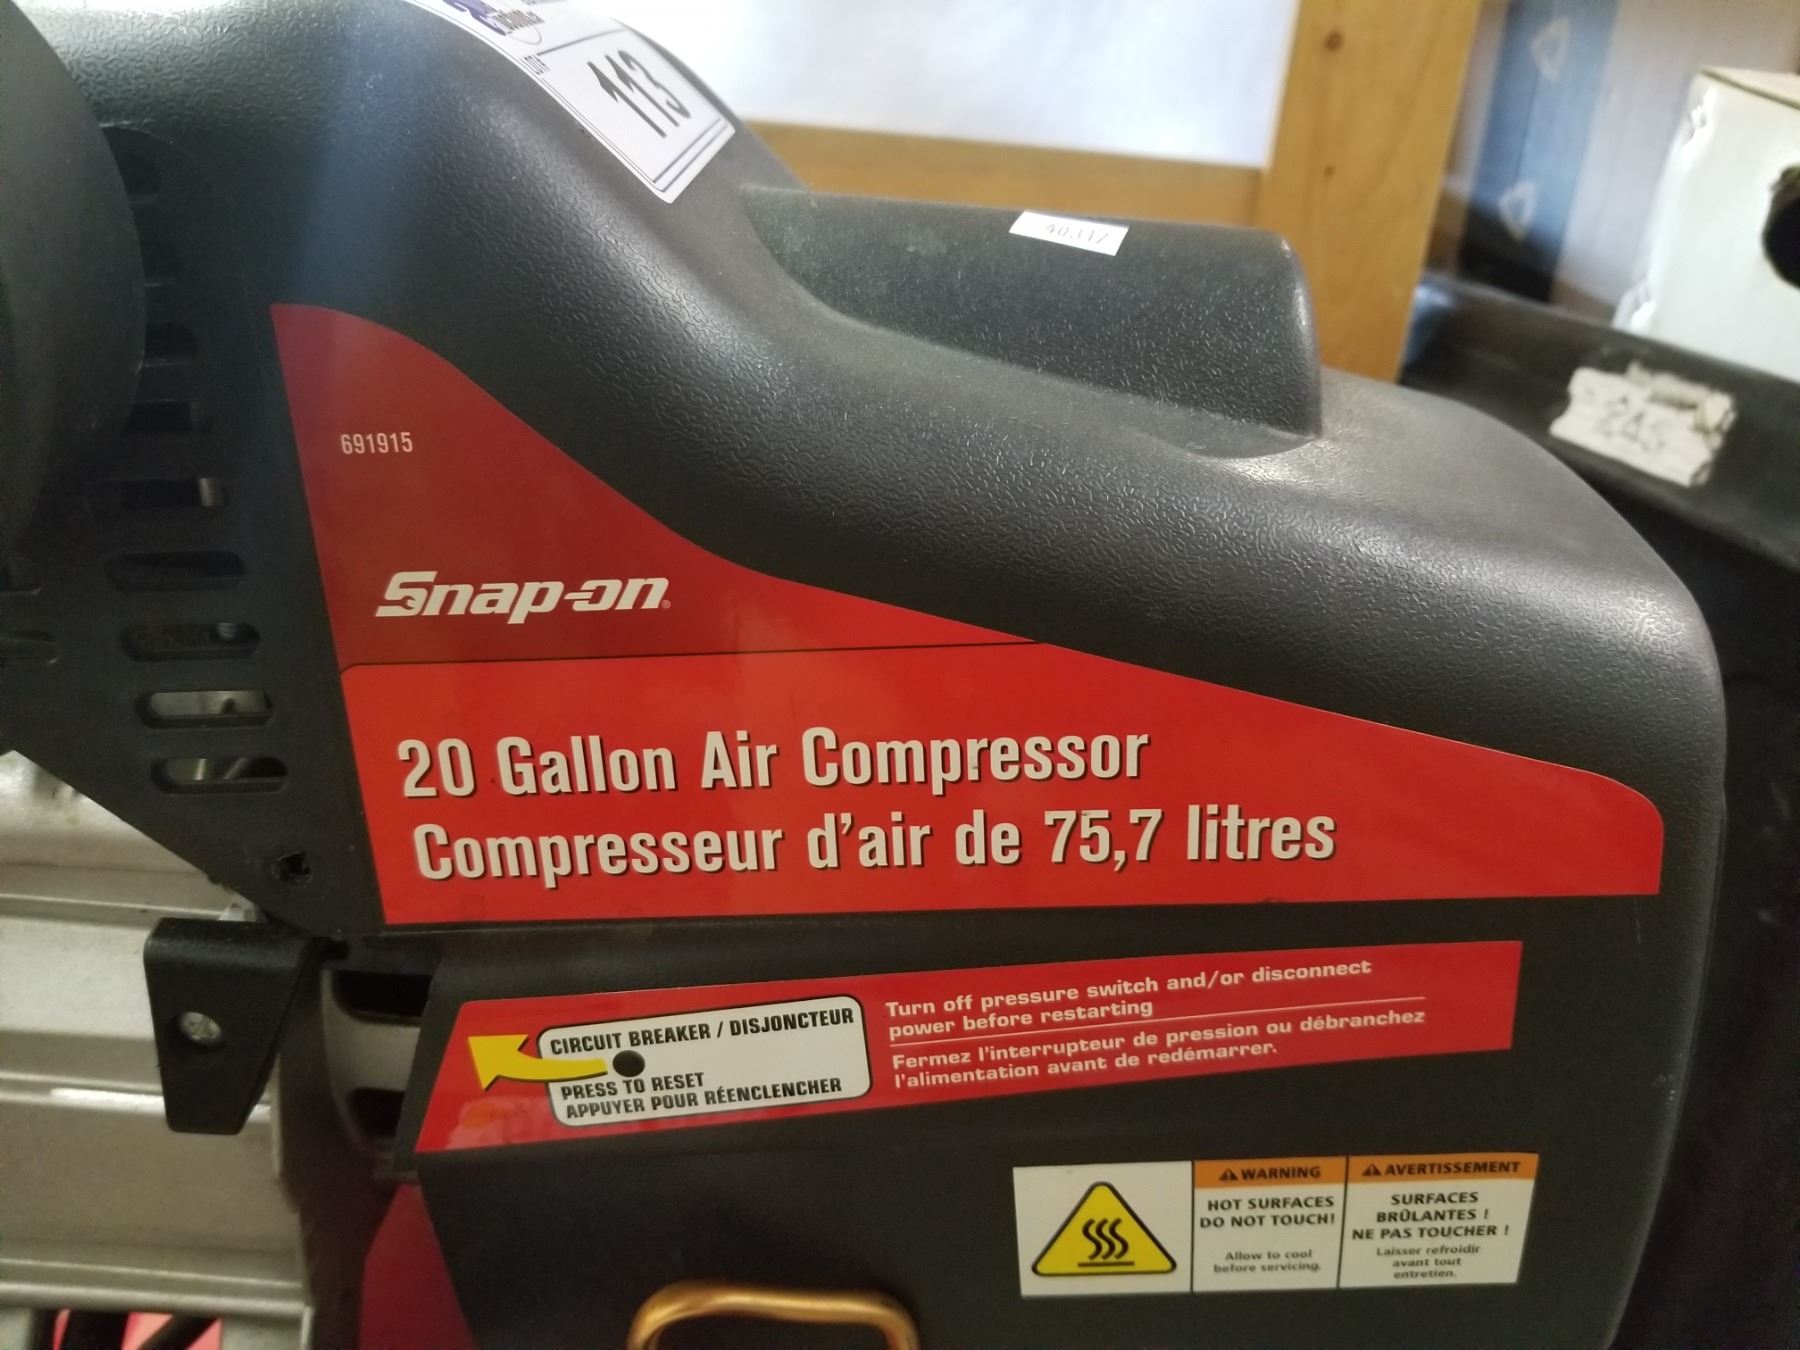 LOT
113
40317
691915
Snap-on®
20 Gallon Air Compressor
Compresseur d'air de 75,7 litres
CIRCUIT BREAKER / DISJONCTEUR
PRESS TO RESET
APPUYER POUR RÉENCLENCHER
Turn off pressure switch and/or disconnect
power before restarting
Fermez l'interrupteur de pression ou débranchez
l'alimentation avant de redémarrer.
WARNING
HOT SURFACES
DO NOT TOUCH!
Allow to cool
before servicing.
AVERTISSEMENT
SURFACES
BRÛLANTES !
NE PAS TOUCHER !
Laisser refroidir
avant tout
entretien.